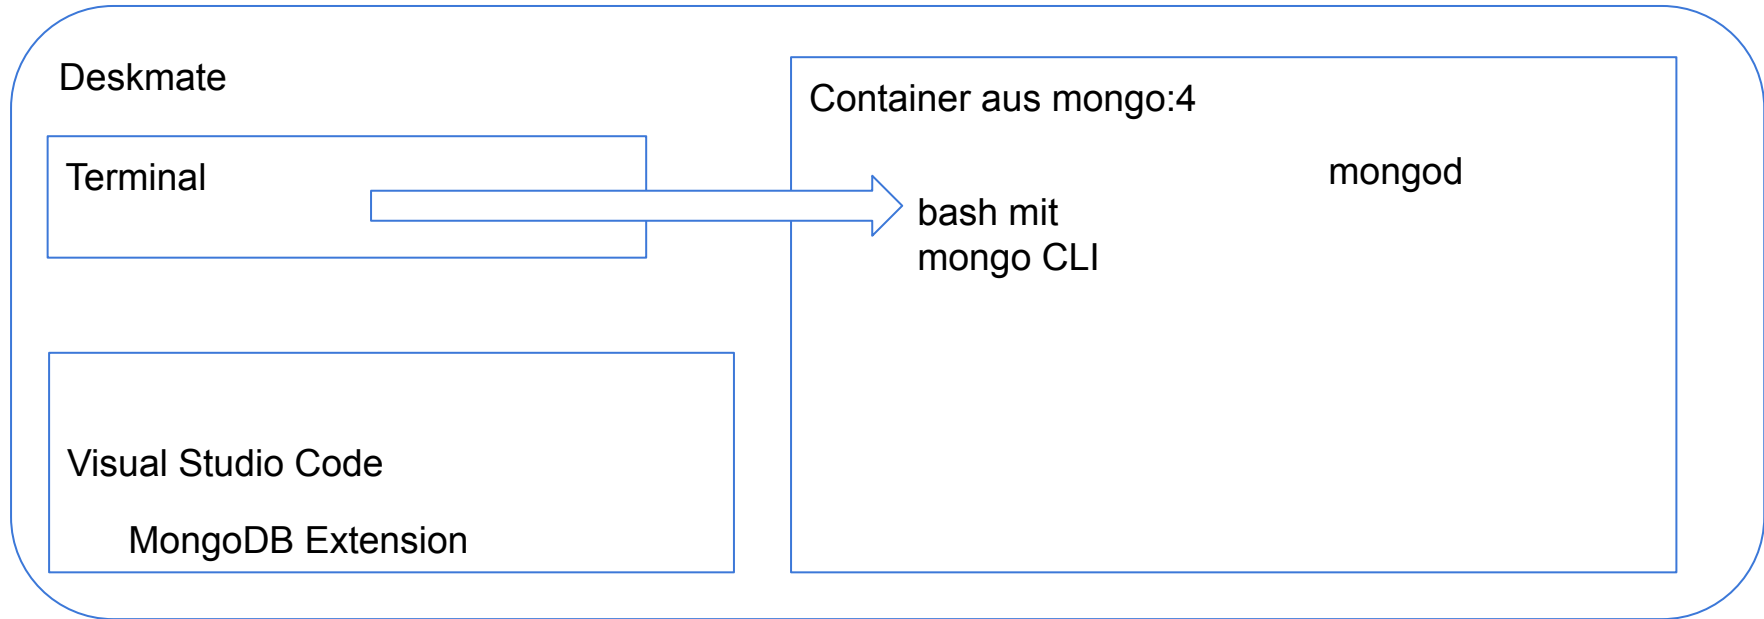 Deskmate
Terminal
Container aus mongo:4
mongod
bash mit
mongo CLI
Visual Studio Code
MongoDB Extension